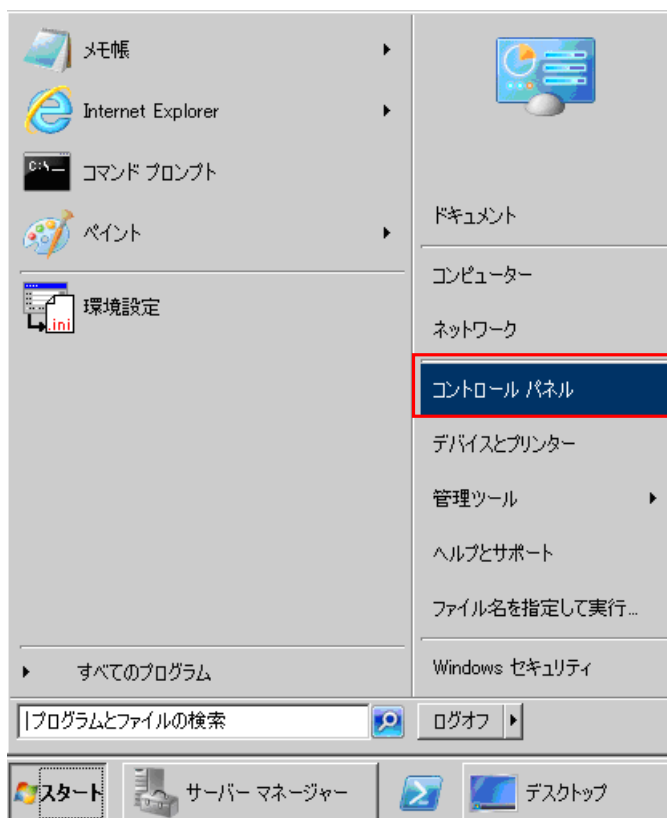 メモ帳
Internet Explorer
C:\
コマンド プロンプト
ペイント
.ini
環境設定
すべてのプログラム
プログラムとファイルの検索
ドキュメント
コンピューター
ネットワーク
コントロール パネル
デバイスとプリンター
管理ツール
ヘルプとサポート
ファイル名を指定して実行...
Windows セキュリティ
ログオフ
スタート
サーバー マネージャー
デスクトップ